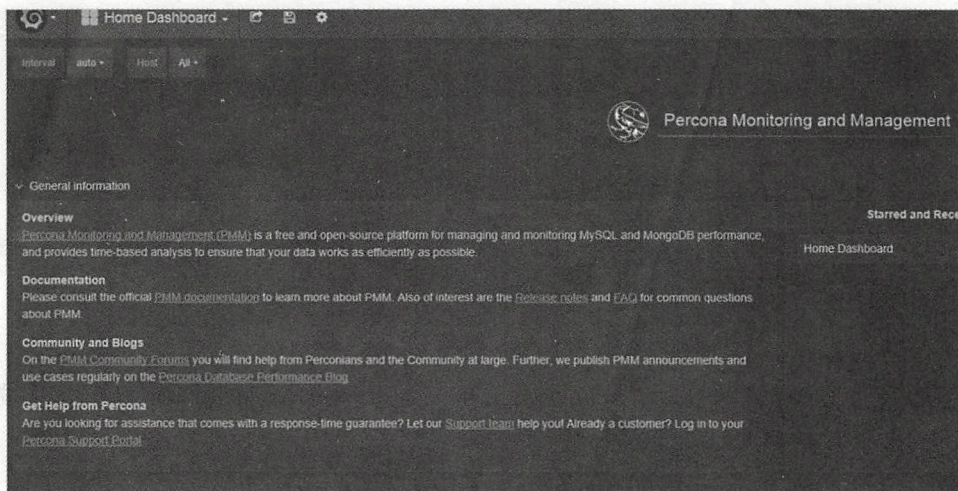 Home Dashboard
Interval auto Host All
Percona Monitoring and Management
General information
Overview
Percona Monitoring and Management (PMM) is a free and open-source platform for managing and monitoring MySQL and MongoDB performance,
and provides time-based analysis to ensure that your data works as efficiently as possible.
Documentation
Please consult the official PMM documentation to learn more about PMM. Also of interest are the Release notes and FAQ for common questions
about PMM.
Community and Blogs
On the PMM Community Forums you will find help from Perconians and the Community at large. Further, we publish PMM announcements and
use cases regularly on the Percona Database Performance Blog
Get Help from Percona
Are you looking for assistance that comes with a response-time guarantee? Let our Support team help you! Already a customer? Log in to your
Percona Support Portal
Starred and Rece
Home Dashboard